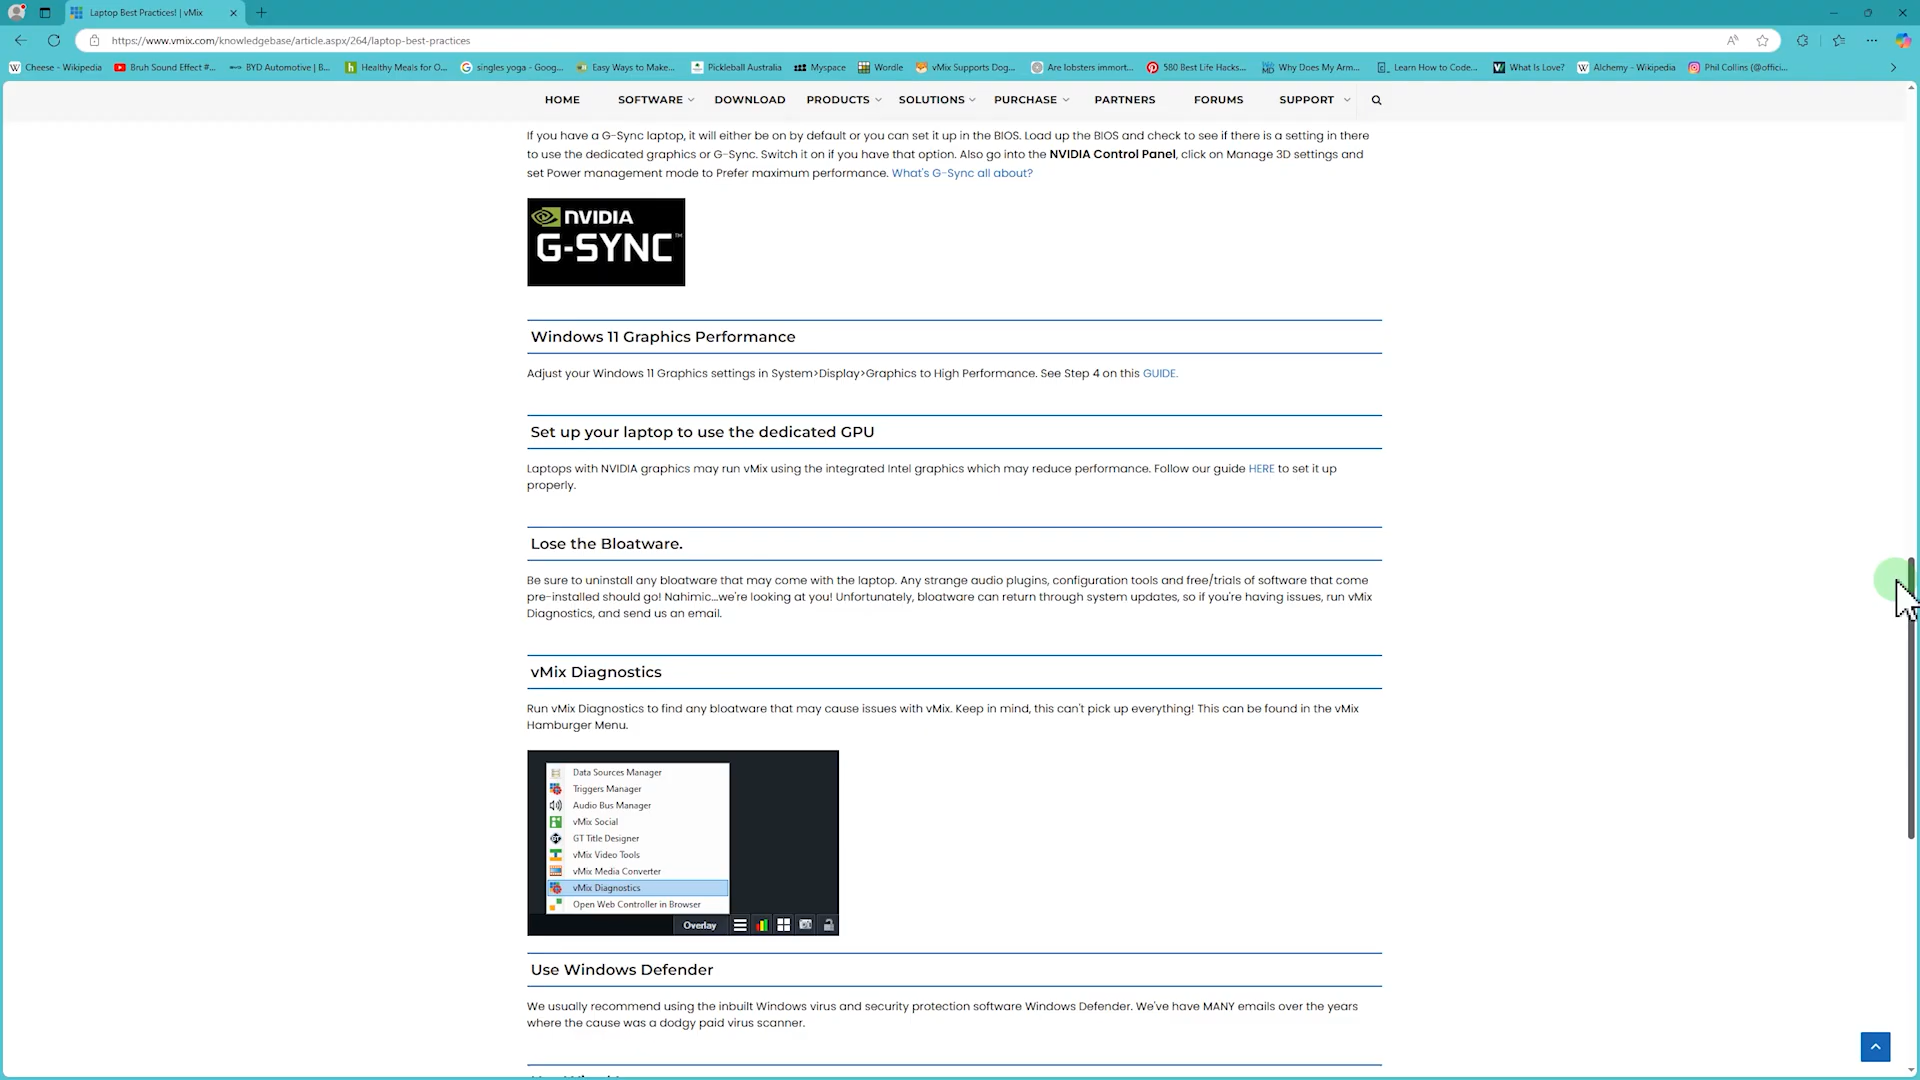 Laptop Best Practices! | vMix
https://www.vmix.com/knowledgebase/article.aspx/264/laptop-best-practices
Cheese - Wikipedia
Bruh Sound Effect #...
BYD Automotive | B...
Healthy Meals for O...
singles yoga - Goog...
Easy Ways to Make...
Pickleball Australia
Myspace
Wordle
vMix Supports Dog...
Are lobsters immort...
580 Best Life Hacks...
Why Does My Arm...
Learn How to Code...
What Is Love?
Alchemy - Wikipedia
Phil Collins (@offici...
HOME SOFTWARE DOWNLOAD PRODUCTS SOLUTIONS PURCHASE PARTNERS FORUMS SUPPORT
If you have a G-Sync laptop, it will either be on by default or you can set it up in the BIOS. Load up the BIOS and check to see if there is a setting in there
to use the dedicated graphics or G-Sync. Switch it on if you have that option. Also go into the NVIDIA Control Panel, click on Manage 3D settings and
set Power management mode to Prefer maximum performance. What's G-Sync all about?
NVIDIA
G-SYNC™
Windows 11 Graphics Performance
Adjust your Windows 11 Graphics settings in System>Display>Graphics to High Performance. See Step 4 on this GUIDE.
Set up your laptop to use the dedicated GPU
Laptops with NVIDIA graphics may run vMix using the integrated Intel graphics which may reduce performance. Follow our guide HERE to set it up
properly.
Lose the Bloatware.
Be sure to uninstall any bloatware that may come with the laptop. Any strange audio plugins, configuration tools and free/trials of software that come
pre-installed should go! Nahimic...we're looking at you! Unfortunately, bloatware can return through system updates, so if you're having issues, run vMix
Diagnostics, and send us an email.
vMix Diagnostics
Run vMix Diagnostics to find any bloatware that may cause issues with vMix. Keep in mind, this can't pick up everything! This can be found in the vMix
Hamburger Menu.
Data Sources Manager
Triggers Manager
Audio Bus Manager
vMix Social
GT Title Designer
vMix Video Tools
vMix Media Converter
vMix Diagnostics
Open Web Controller in Browser
Overlay
Use Windows Defender
We usually recommend using the inbuilt Windows virus and security protection software Windows Defender. We've have MANY emails over the years
where the cause was a dodgy paid virus scanner.